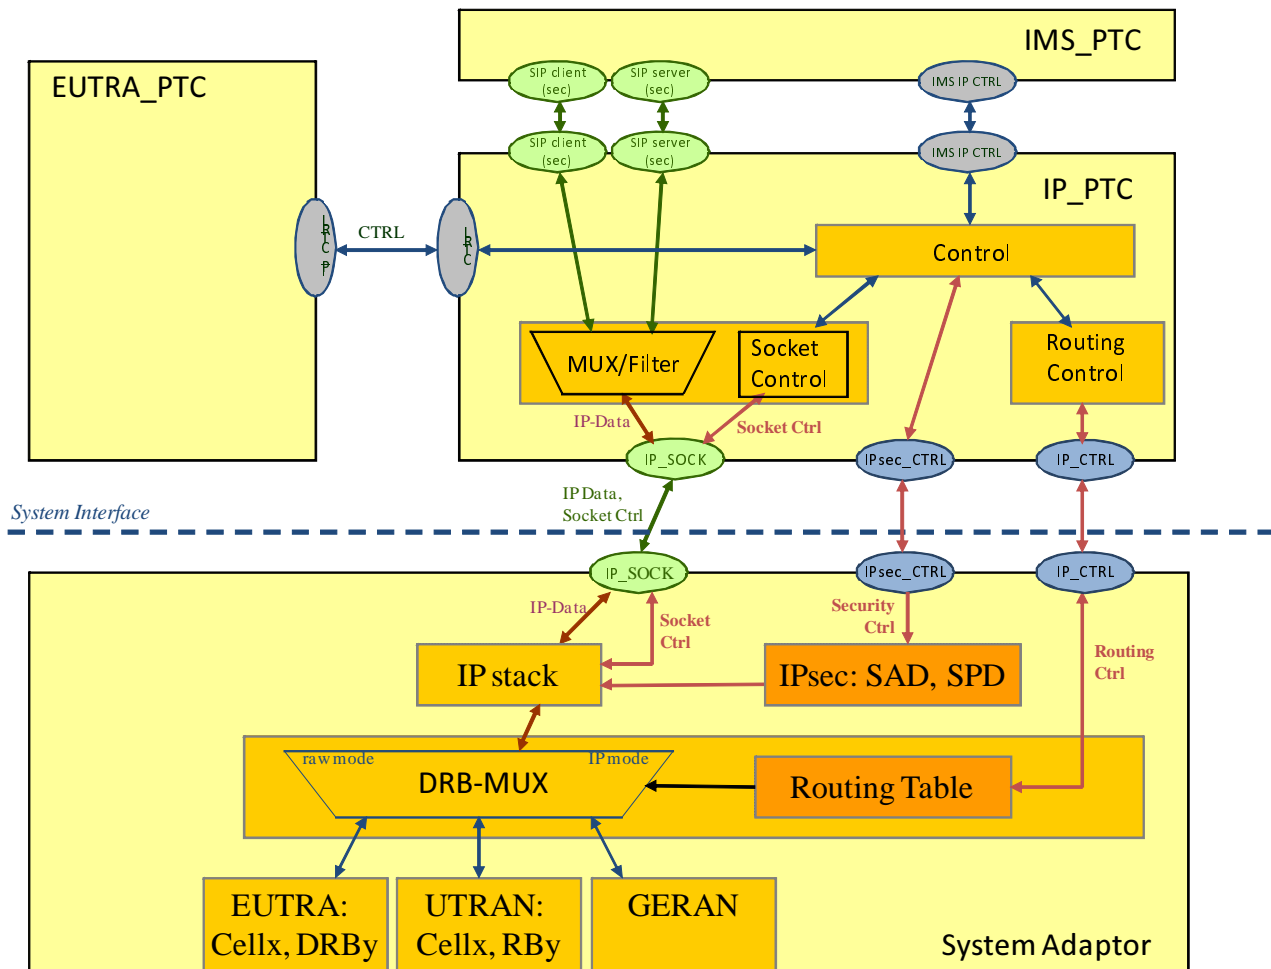 IMS_PTC
EUTRA_PTC
SIP client
(sec)
SIP server
(sec)
IMS IP CTRL
SIP client
(sec)
SIP server
(sec)
IMS IP CTRL
IP_PTC
CTRL
Control
MUX/Filter
Socket
Control
Routing
Control
IP-Data
Socket Ctrl
IP_SOCK
IPsec_CTRL
IP_CTRL
IP Data,
Socket Ctrl
System Interface
IP_SOCK
IPsec_CTRL
IP_CTRL
IP-Data
Socket
Ctrl
Security
Ctrl
Routing
Ctrl
IP stack
IPsec: SAD, SPD
raw mode
IP mode
DRB-MUX
Routing Table
EUTRA:
Cellx, DRBy
UTRAN:
Cellx, RBy
GERAN
System Adaptor